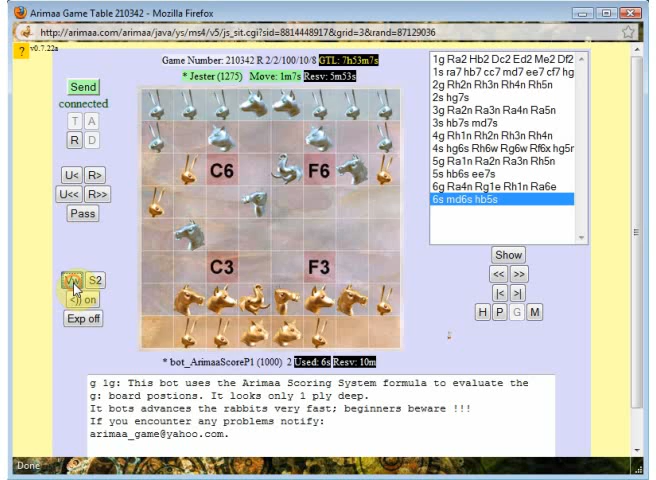 Arimaa Game Table 210342 - Mozilla Firefox
http://arimaa.com/arimaa/java/ys/ms4/v5/js_sit.cgi?sid=8814448917&grid=3&rand=87129036
? v0.7.22a
Game Number: 210342 R 2/2/100/10/8 GTL: 7h53m7s
* Jester (1275) Move: 1m7s Resv: 5m53s
Send
connected
T A
R D
U< R>
U<< R>>
Pass
S2
on
Exp off
C6 F6
C3 F3
* bot_ArimaaScoreP1 (1000) 2 Used: 6s Resv: 10m
1g Ra2 Hb2 Dc2 Ed2 Me2 Df2
1s ra7 hb7 cc7 md7 ee7 cf7 hg
2g Rh2n Rh3n Rh4n Rh5n
2s hg7s
3g Ra2n Ra3n Ra4n Ra5n
3s hb7s md7s
4g Rh1n Rh2n Rh3n Rh4n
4s hg6s Rh6w Rg6w Rf6x hg5n
5g Ra1n Ra2n Ra3n Rh5n
5s hb6s ee7s
6g Ra4n Rg1e Rh1n Ra6e
6s md6s hb5s
Show
<< >>
|< >|
H P G M
g 1g: This bot uses the Arimaa Scoring System formula to evaluate the
g: board postions. It looks only 1 ply deep.
It bots advances the rabbits very fast; beginners beware !!!
If you encounter any problems notify:
arimaa_game@yahoo.com.
Done